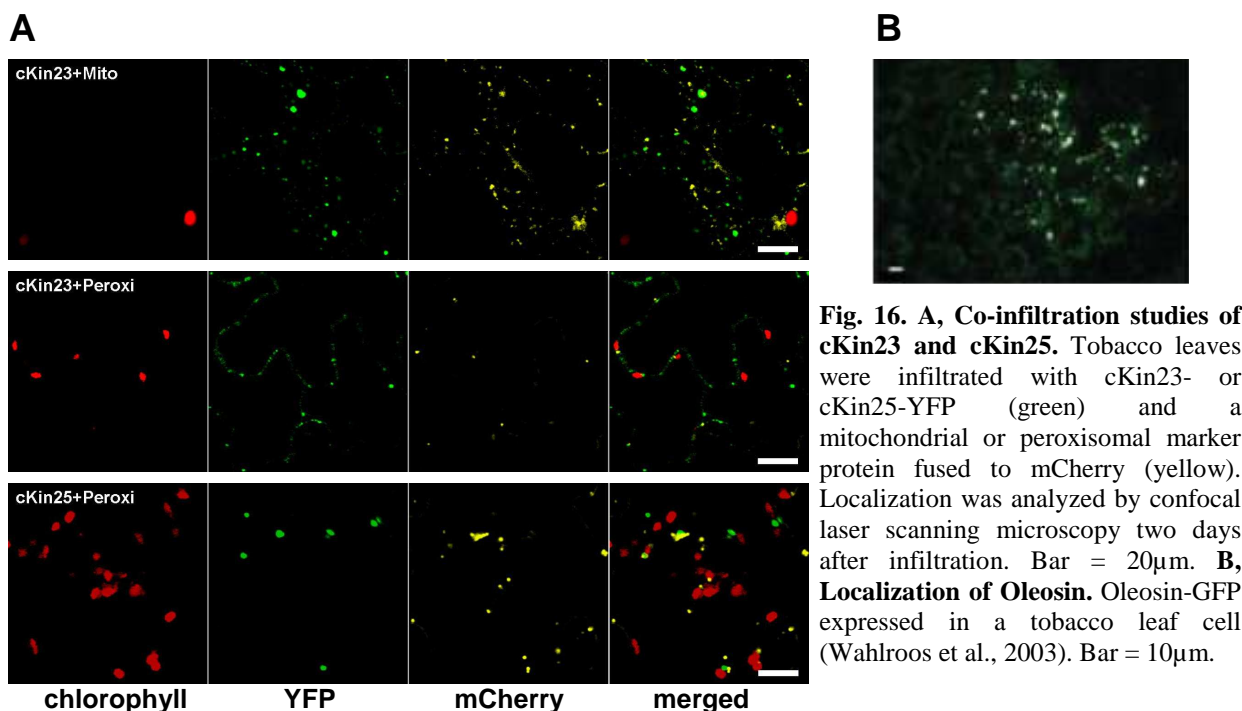 A
B
cKin23+Mito
cKin23+Peroxi
cKin25+Peroxi
chlorophyll YFP mCherry merged
Fig. 16. A, Co-infiltration studies of
cKin23 and cKin25. Tobacco leaves
were infiltrated with cKin23- or
cKin25-YFP (green) and a
mitochondrial or peroxisomal marker
protein fused to mCherry (yellow).
Localization was analyzed by confocal
laser scanning microscopy two days
after infiltration. Bar = 20µm. B,
Localization of Oleosin. Oleosin-GFP
expressed in a tobacco leaf cell
(Wahlroos et al., 2003). Bar = 10µm.